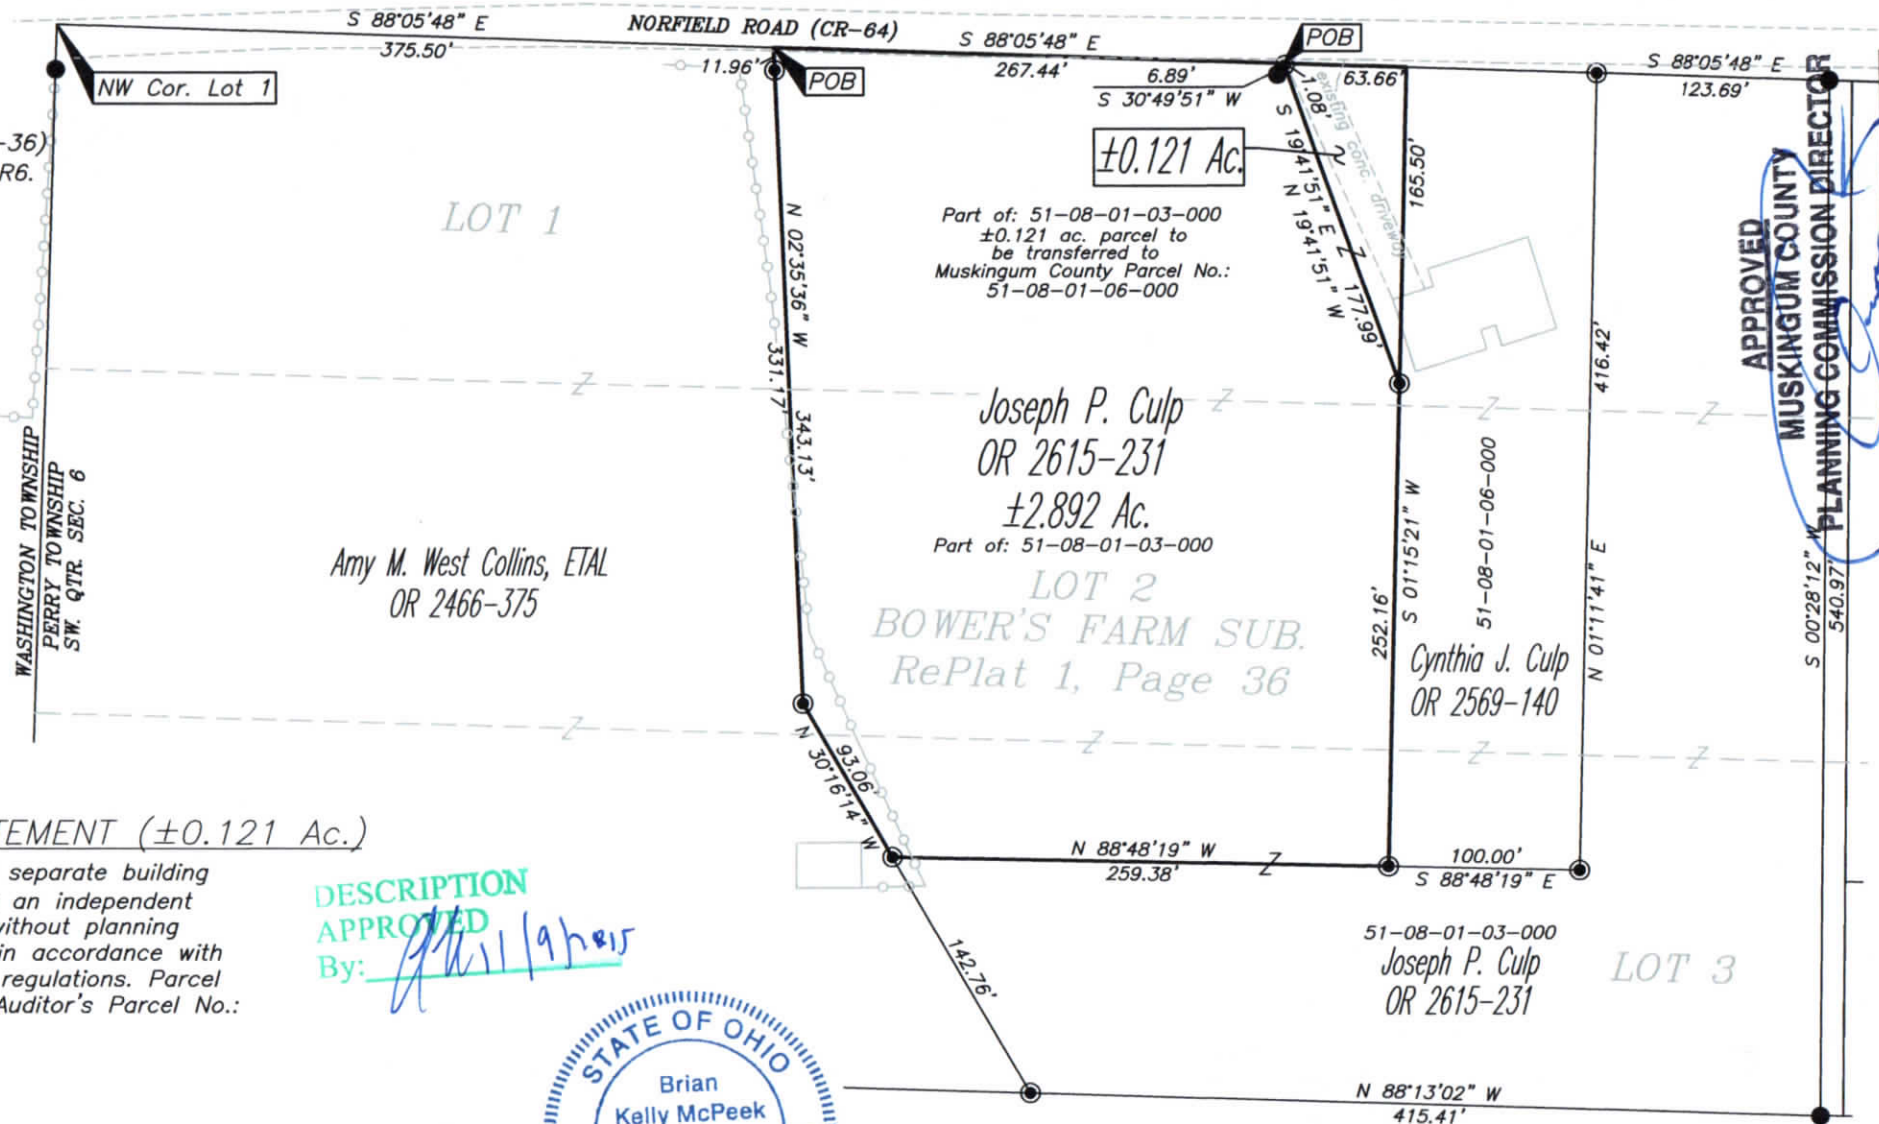 S 88°05'48" E
375.50'
NORFIELD ROAD (CR-64)
S 88°05'48" E
267.44'
POB
S 88°05'48" E
123.69'
NW Cor. Lot 1
11.96'
POB
6.89'
S 30°49'51" W
1.08'
63.66'
existing conc. driveway
-36)
R6.
LOT 1
±0.121 Ac.
S 19°41'51" E
N 19°41'51" W
177.99'
165.50'
Part of: 51-08-01-03-000
±0.121 ac. parcel to
be transferred to
Muskingum County Parcel No.:
51-08-01-06-000
N 02°35'36" W
331.17'
343.13'
416.42'
N 01°11'41" E
APPROVED
MUSKINGUM COUNTY
PLANNING COMMISSION DIRECTOR
Joseph P. Culp
OR 2615-231
±2.892 Ac.
Part of: 51-08-01-03-000
WASHINGTON TOWNSHIP
PERRY TOWNSHIP
SW. QTR. SEC. 6
Amy M. West Collins, ETAL
OR 2466-375
LOT 2
BOWER'S FARM SUB.
RePlat 1, Page 36
252.16'
S 01°15'21" W
51-08-01-06-000
Cynthia J. Culp
OR 2569-140
S 00°28'12" W
540.97'
93.06'
N 30°16'14" W
N 88°48'19" W
259.38'
100.00'
S 88°48'19" E
TEMENT (±0.121 Ac.)
separate building
an independent
without planning
in accordance with
regulations. Parcel
Auditor's Parcel No.:
DESCRIPTION
APPROVED
By:
142.76'
51-08-01-03-000
Joseph P. Culp
OR 2615-231
LOT 3
STATE OF OHIO
Brian
Kelly McPeek
N 88°13'02" W
415.41'